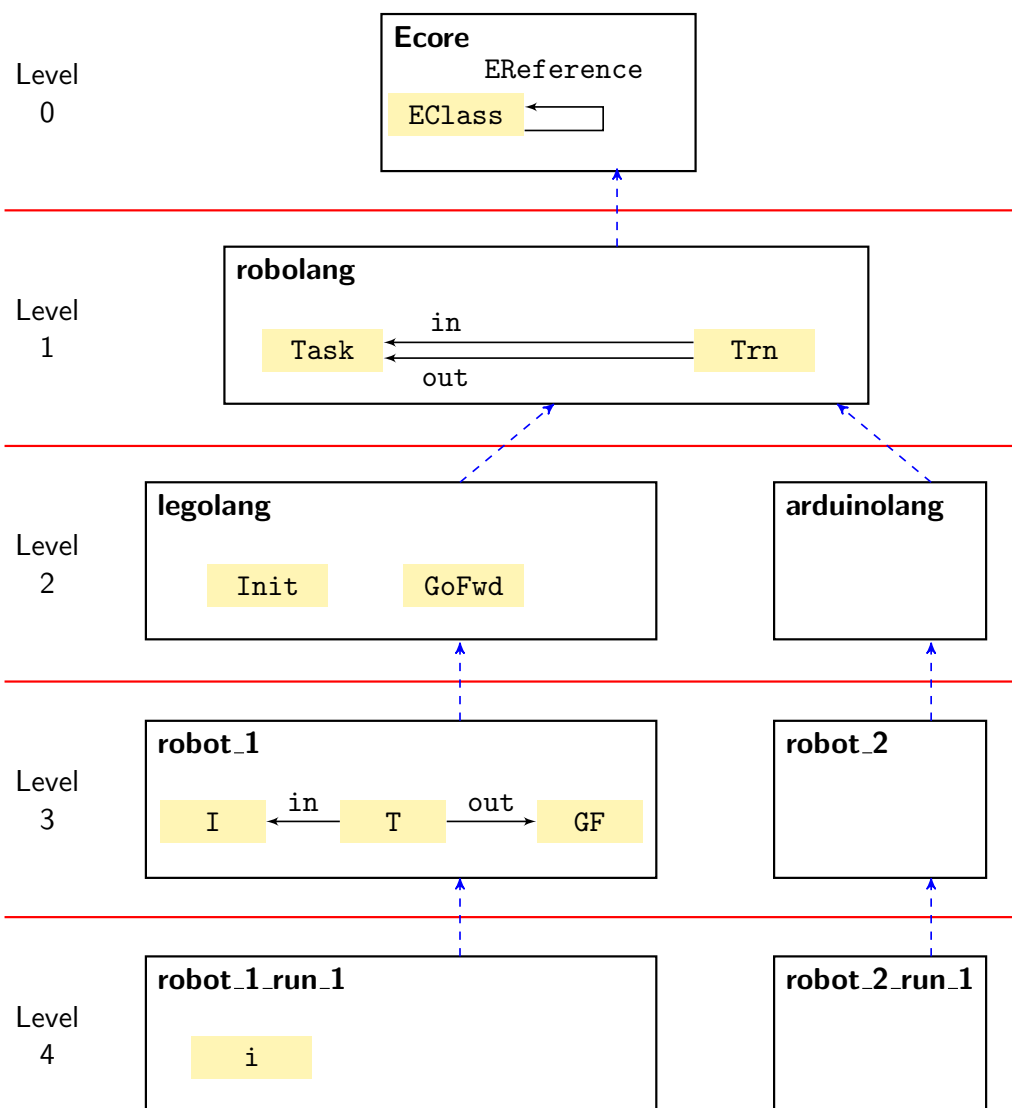 Ecore
EReference
EClass
Level
0
robolang
in
Task
Trn
out
Level
1
legolang
arduinolang
Init
GoFwd
Level
2
robot_1
robot_2
in
out
I
T
GF
Level
3
robot_1_run_1
robot_2_run_1
i
Level
4